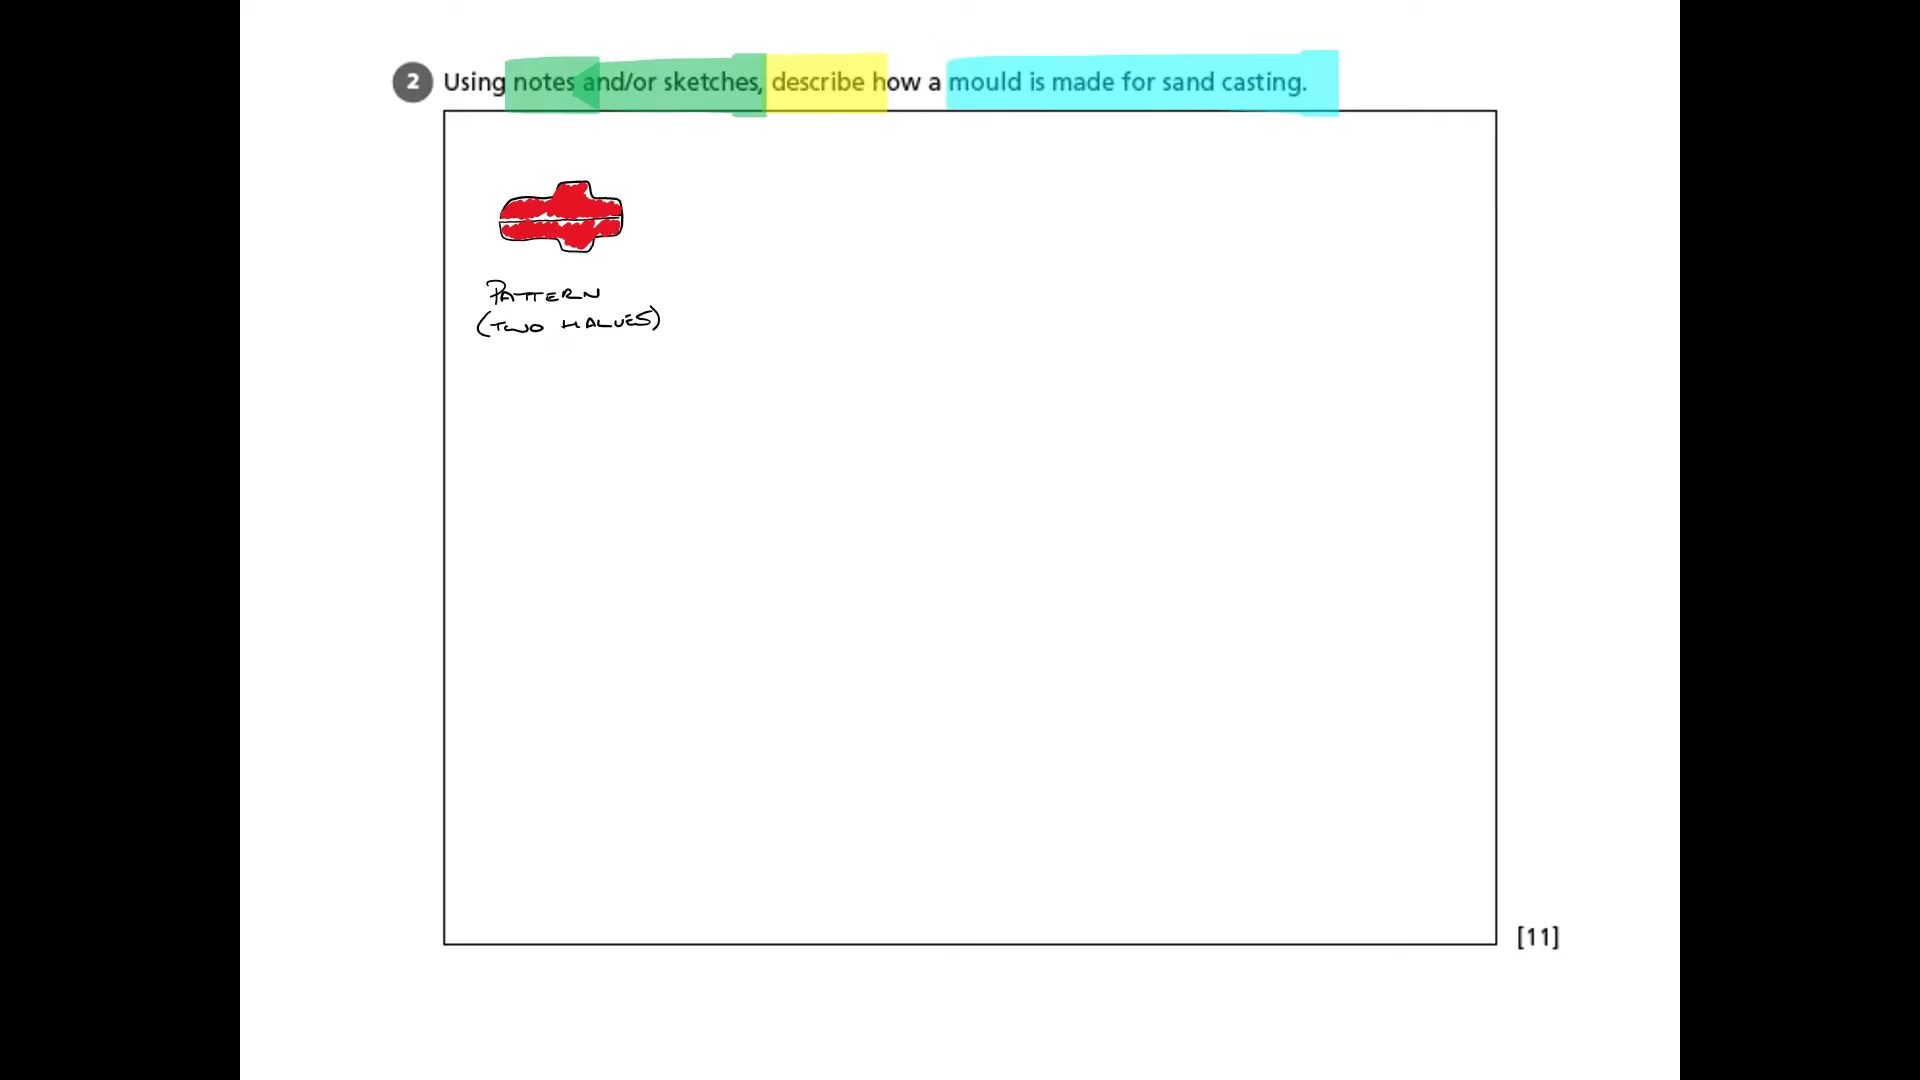 2 Using notes and/or sketches, describe how a mould is made for sand casting.
PATTERN
(TWO HALVES)
[11]